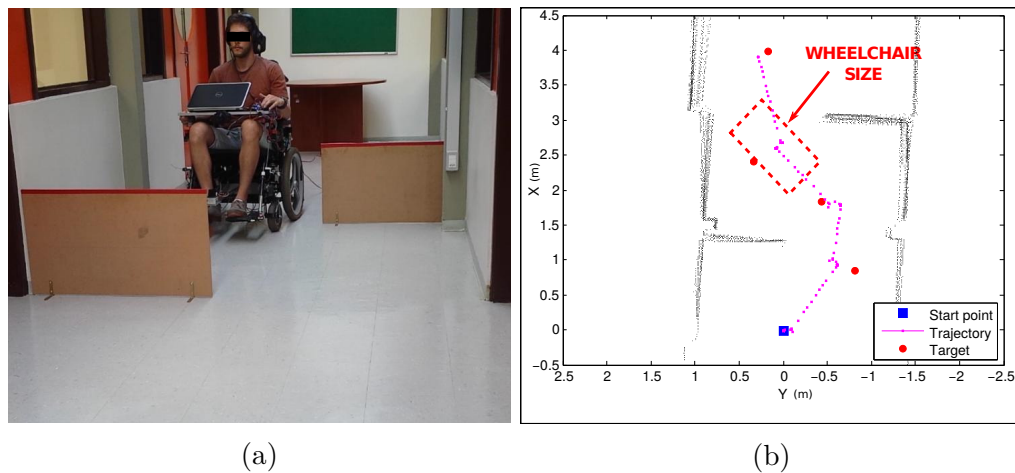 4.5
4
3.5
3
2.5
2
1.5
1
0.5
0
−0.5
X (m)
WHEELCHAIR
SIZE
Start point
Trajectory
Target
2.5 2 1.5 1 0.5 0 −0.5 −1 −1.5 −2 −2.5
Y (m)
(a) (b)